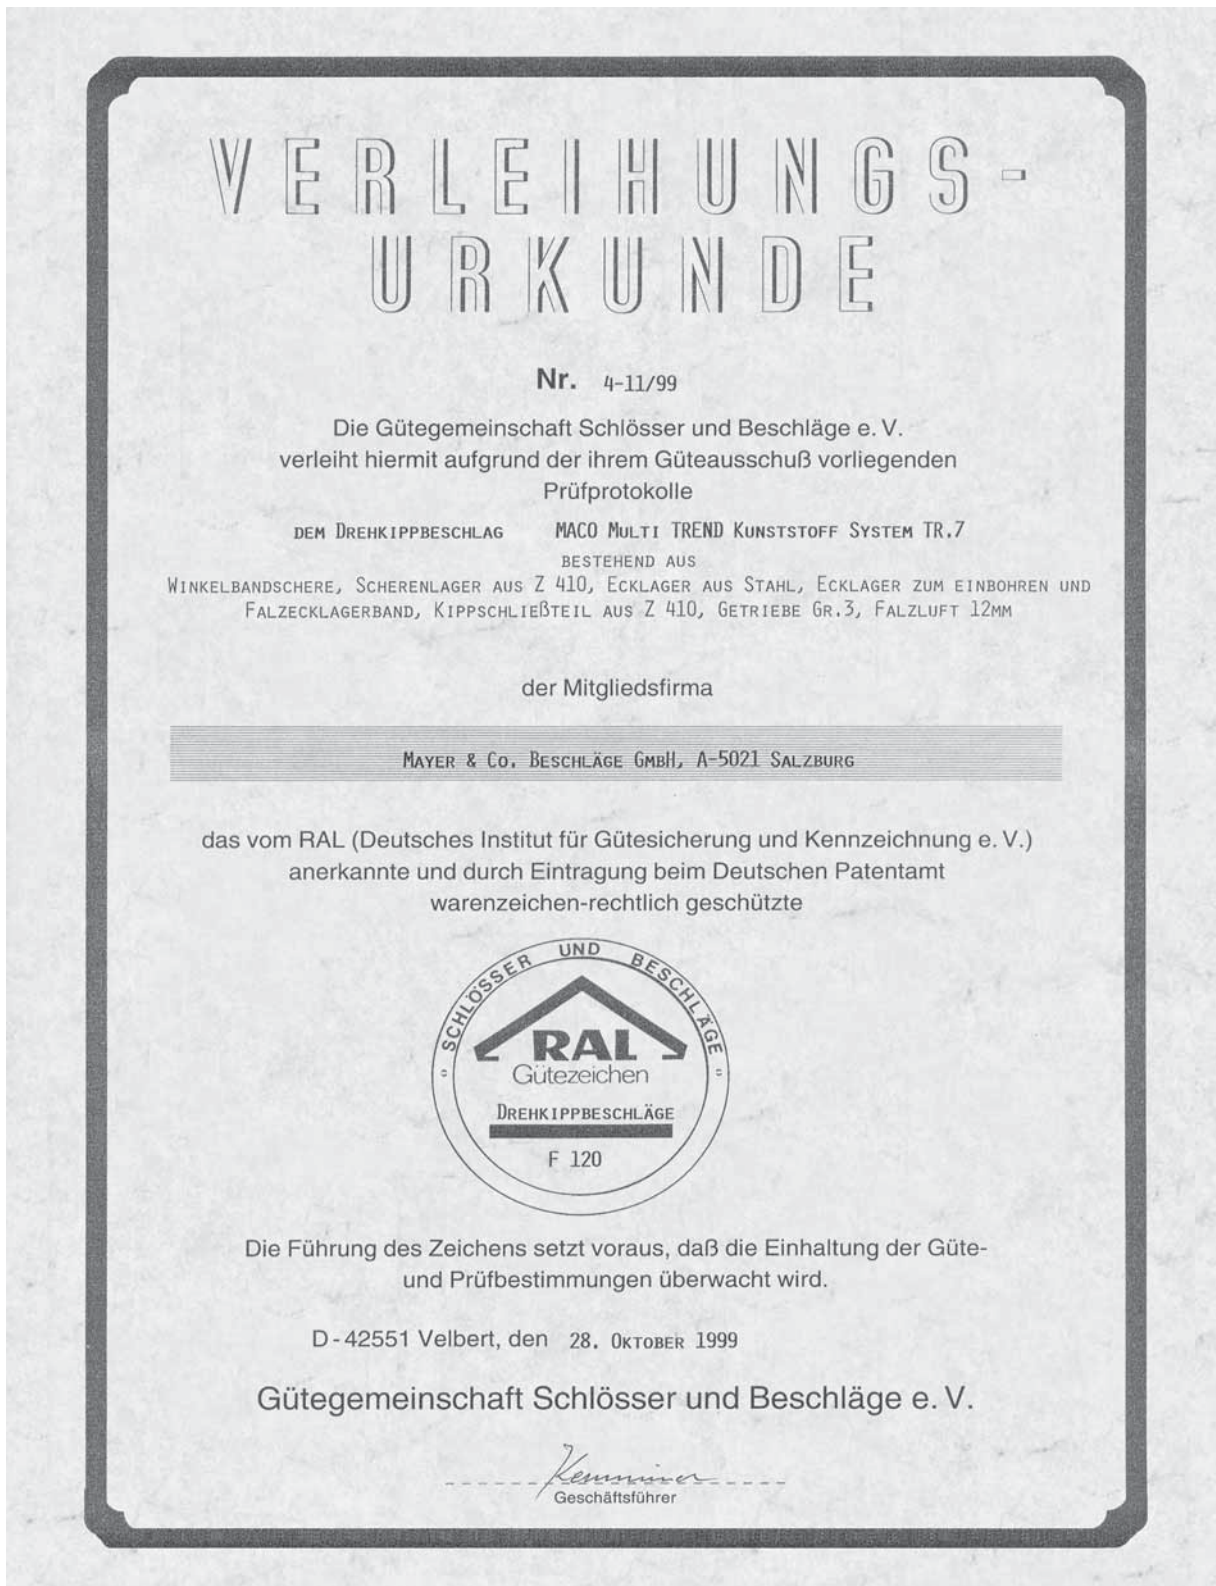 VERLEIHUNGS-
URKUNDE
Nr. 4-11/99
Die Gütegemeinschaft Schlösser und Beschläge e. V.
verleiht hiermit aufgrund der ihrem Güteausschuß vorliegenden
Prüfprotokolle
DEM DREHKIPPBESCHLAG MACO MULTI TREND KUNSTSTOFF SYSTEM TR.7
BESTEHEND AUS
WINKELBANDSCHERE, SCHERENLAGER AUS Z 410, ECKLAGER AUS STAHL, ECKLAGER ZUM EINBOHREN UND
FALZECKLAGERBAND, KIPPSCHLIEßTEIL AUS Z 410, GETRIEBE GR.3, FALZLUFT 12MM
der Mitgliedsfirma
MAYER & CO. BESCHLÄGE GMBH, A-5021 SALZBURG
das vom RAL (Deutsches Institut für Gütesicherung und Kennzeichnung e. V.)
anerkannte und durch Eintragung beim Deutschen Patentamt
warenzeichen-rechtlich geschützte
SCHLÖSSER UND BESCHLÄGE
RAL
Gütezeichen
DREHKIPPBESCHLÄGE
F 120
Die Führung des Zeichens setzt voraus, daß die Einhaltung der Güte-
und Prüfbestimmungen überwacht wird.
D-42551 Velbert, den 28. OKTOBER 1999
Gütegemeinschaft Schlösser und Beschläge e. V.
Geschäftsführer